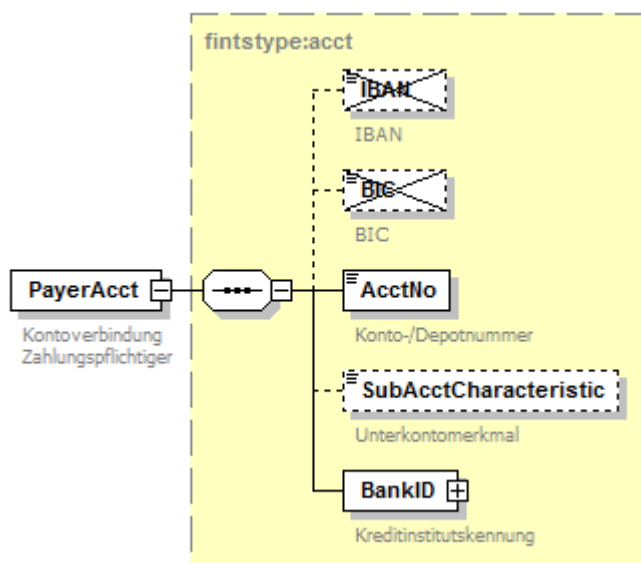 fintstype:acct
IBAN
IBAN
BIC
BIC
PayerAcct
Kontoverbindung
Zahlungspflichtiger
AcctNo
Konto-/Depotnummer
SubAcctCharacteristic
Unterkontomerkmal
BankID
Kreditinstitutskennung